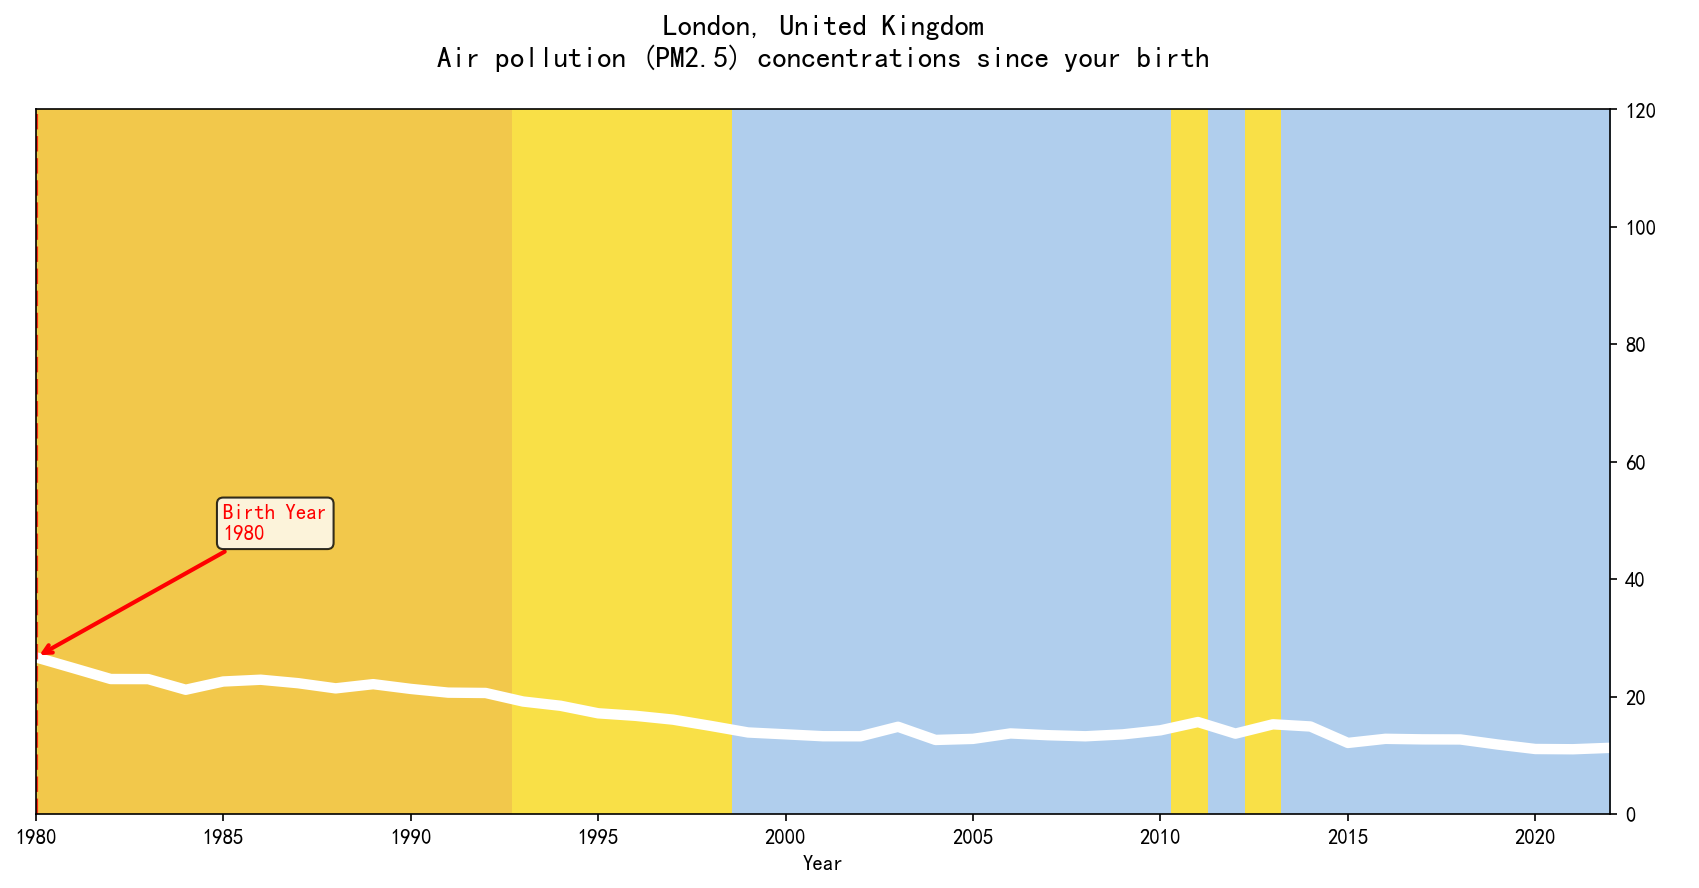 London, United Kingdom
Air pollution (PM2.5) concentrations since your birth
120
100
80
60
40
20
0
Birth Year
1980
1980 1985 1990 1995 2000 2005 2010 2015 2020
Year